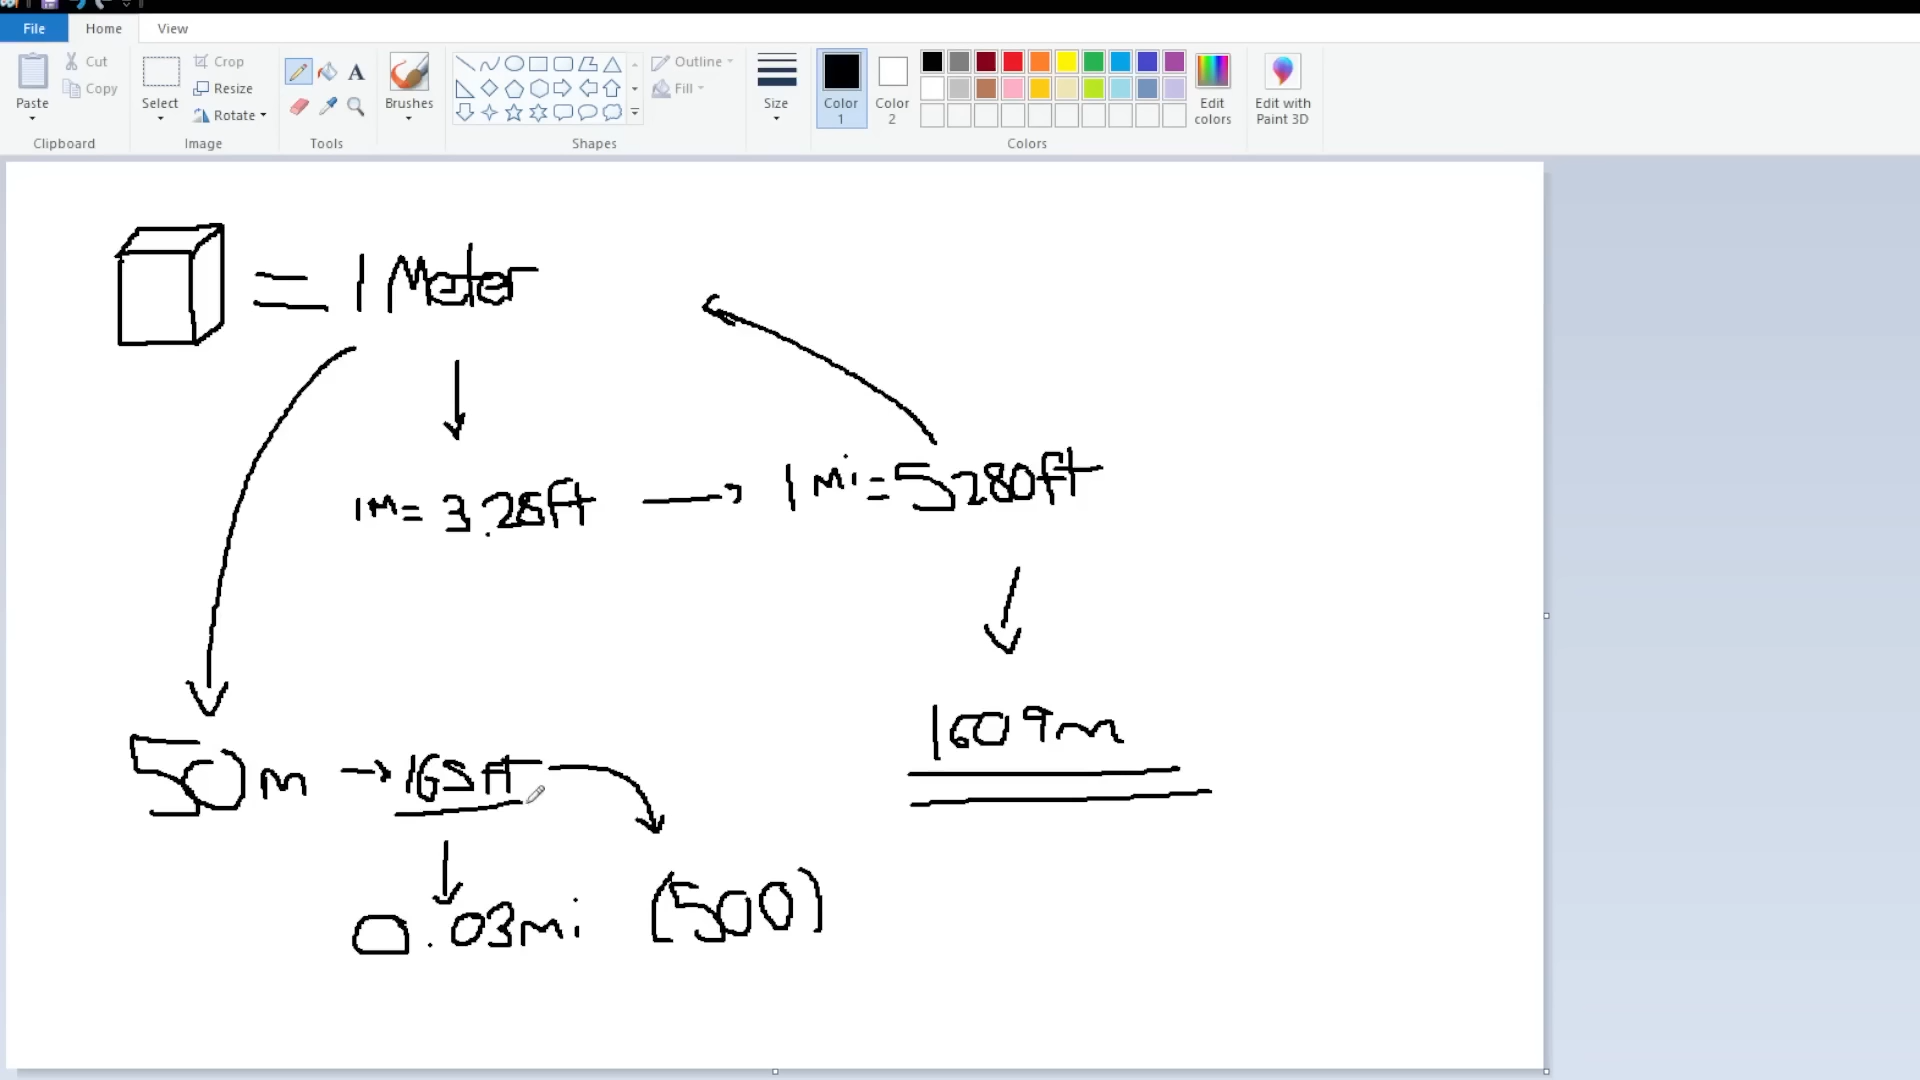 File Home View
Cut
Copy
Paste
Clipboard
Select
Crop
Resize
Rotate
Image
A
Tools
Brushes
Outline
Fill
Shapes
Size
Color 1
Color 2
Edit colors
Edit with Paint 3D
Colors
= 1 Meter
1M= 3.28ft → 1 Mi = 5280ft
1609m
50m → 165ft
0.03mi (500)